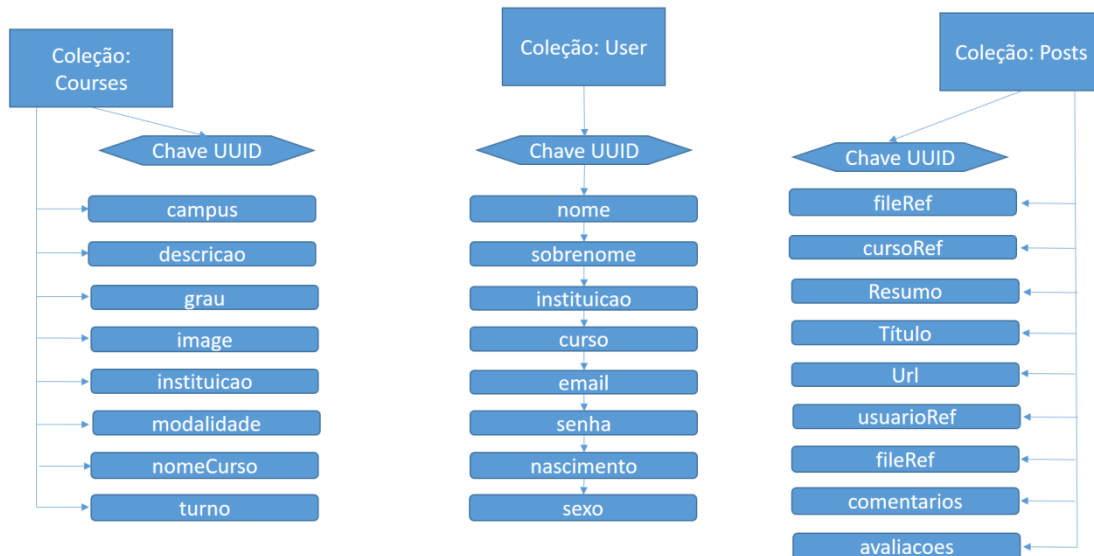 Coleção:
Courses
Chave UUID
campus
descricao
grau
image
instituicao
modalidade
nomeCurso
turno
Coleção: User
Chave UUID
nome
sobrenome
instituicao
curso
email
senha
nascimento
sexo
Coleção: Posts
Chave UUID
fileRef
cursoRef
Resumo
Título
Url
usuarioRef
fileRef
comentarios
avaliacoes